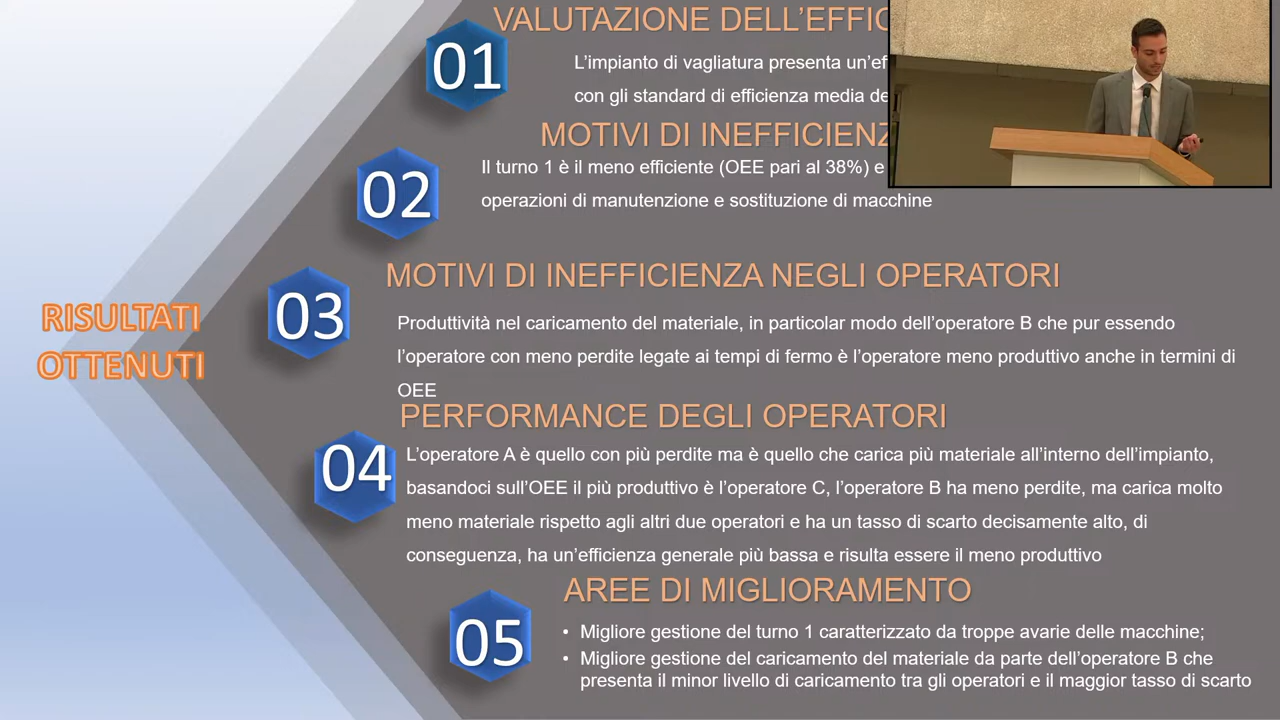 VALUTAZIONE DELL'EFFIC
01
L'impianto di vagliatura presenta un'ef
con gli standard di efficienza media de
MOTIVI DI INEFFICIENZ
02
Il turno 1 è il meno efficiente (OEE pari al 38%) e
operazioni di manutenzione e sostituzione di macchine
RISULTATI
OTTENUTI
03
MOTIVI DI INEFFICIENZA NEGLI OPERATORI
Produttività nel caricamento del materiale, in particolar modo dell'operatore B che pur essendo
l'operatore con meno perdite legate ai tempi di fermo è l'operatore meno produttivo anche in termini di
OEE
PERFORMANCE DEGLI OPERATORI
04
L'operatore A è quello con più perdite ma è quello che carica più materiale all'interno dell'impianto,
basandoci sull'OEE il più produttivo è l'operatore C, l'operatore B ha meno perdite, ma carica molto
meno materiale rispetto agli altri due operatori e ha un tasso di scarto decisamente alto, di
conseguenza, ha un'efficienza generale più bassa e risulta essere il meno produttivo
AREE DI MIGLIORAMENTO
05
• Migliore gestione del turno 1 caratterizzato da troppe avarie delle macchine;
• Migliore gestione del caricamento del materiale da parte dell'operatore B che
presenta il minor livello di caricamento tra gli operatori e il maggior tasso di scarto